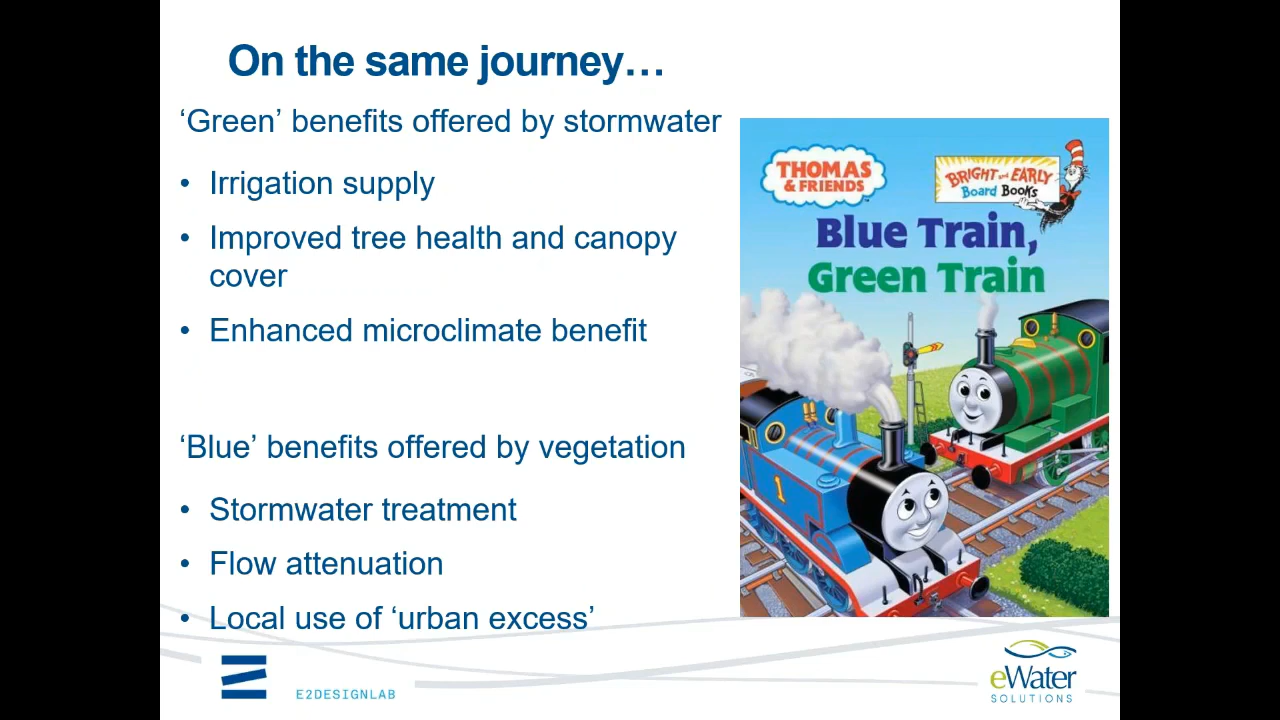 On the same journey…
‘Green’ benefits offered by stormwater
• Irrigation supply
• Improved tree health and canopy
cover
• Enhanced microclimate benefit
‘Blue’ benefits offered by vegetation
• Stormwater treatment
• Flow attenuation
• Local use of ‘urban excess’
THOMAS
& FRIENDS
BRIGHT and EARLY
Board Books
Blue Train,
Green Train
1
E2DESIGNLAB
eWater
SOLUTIONS